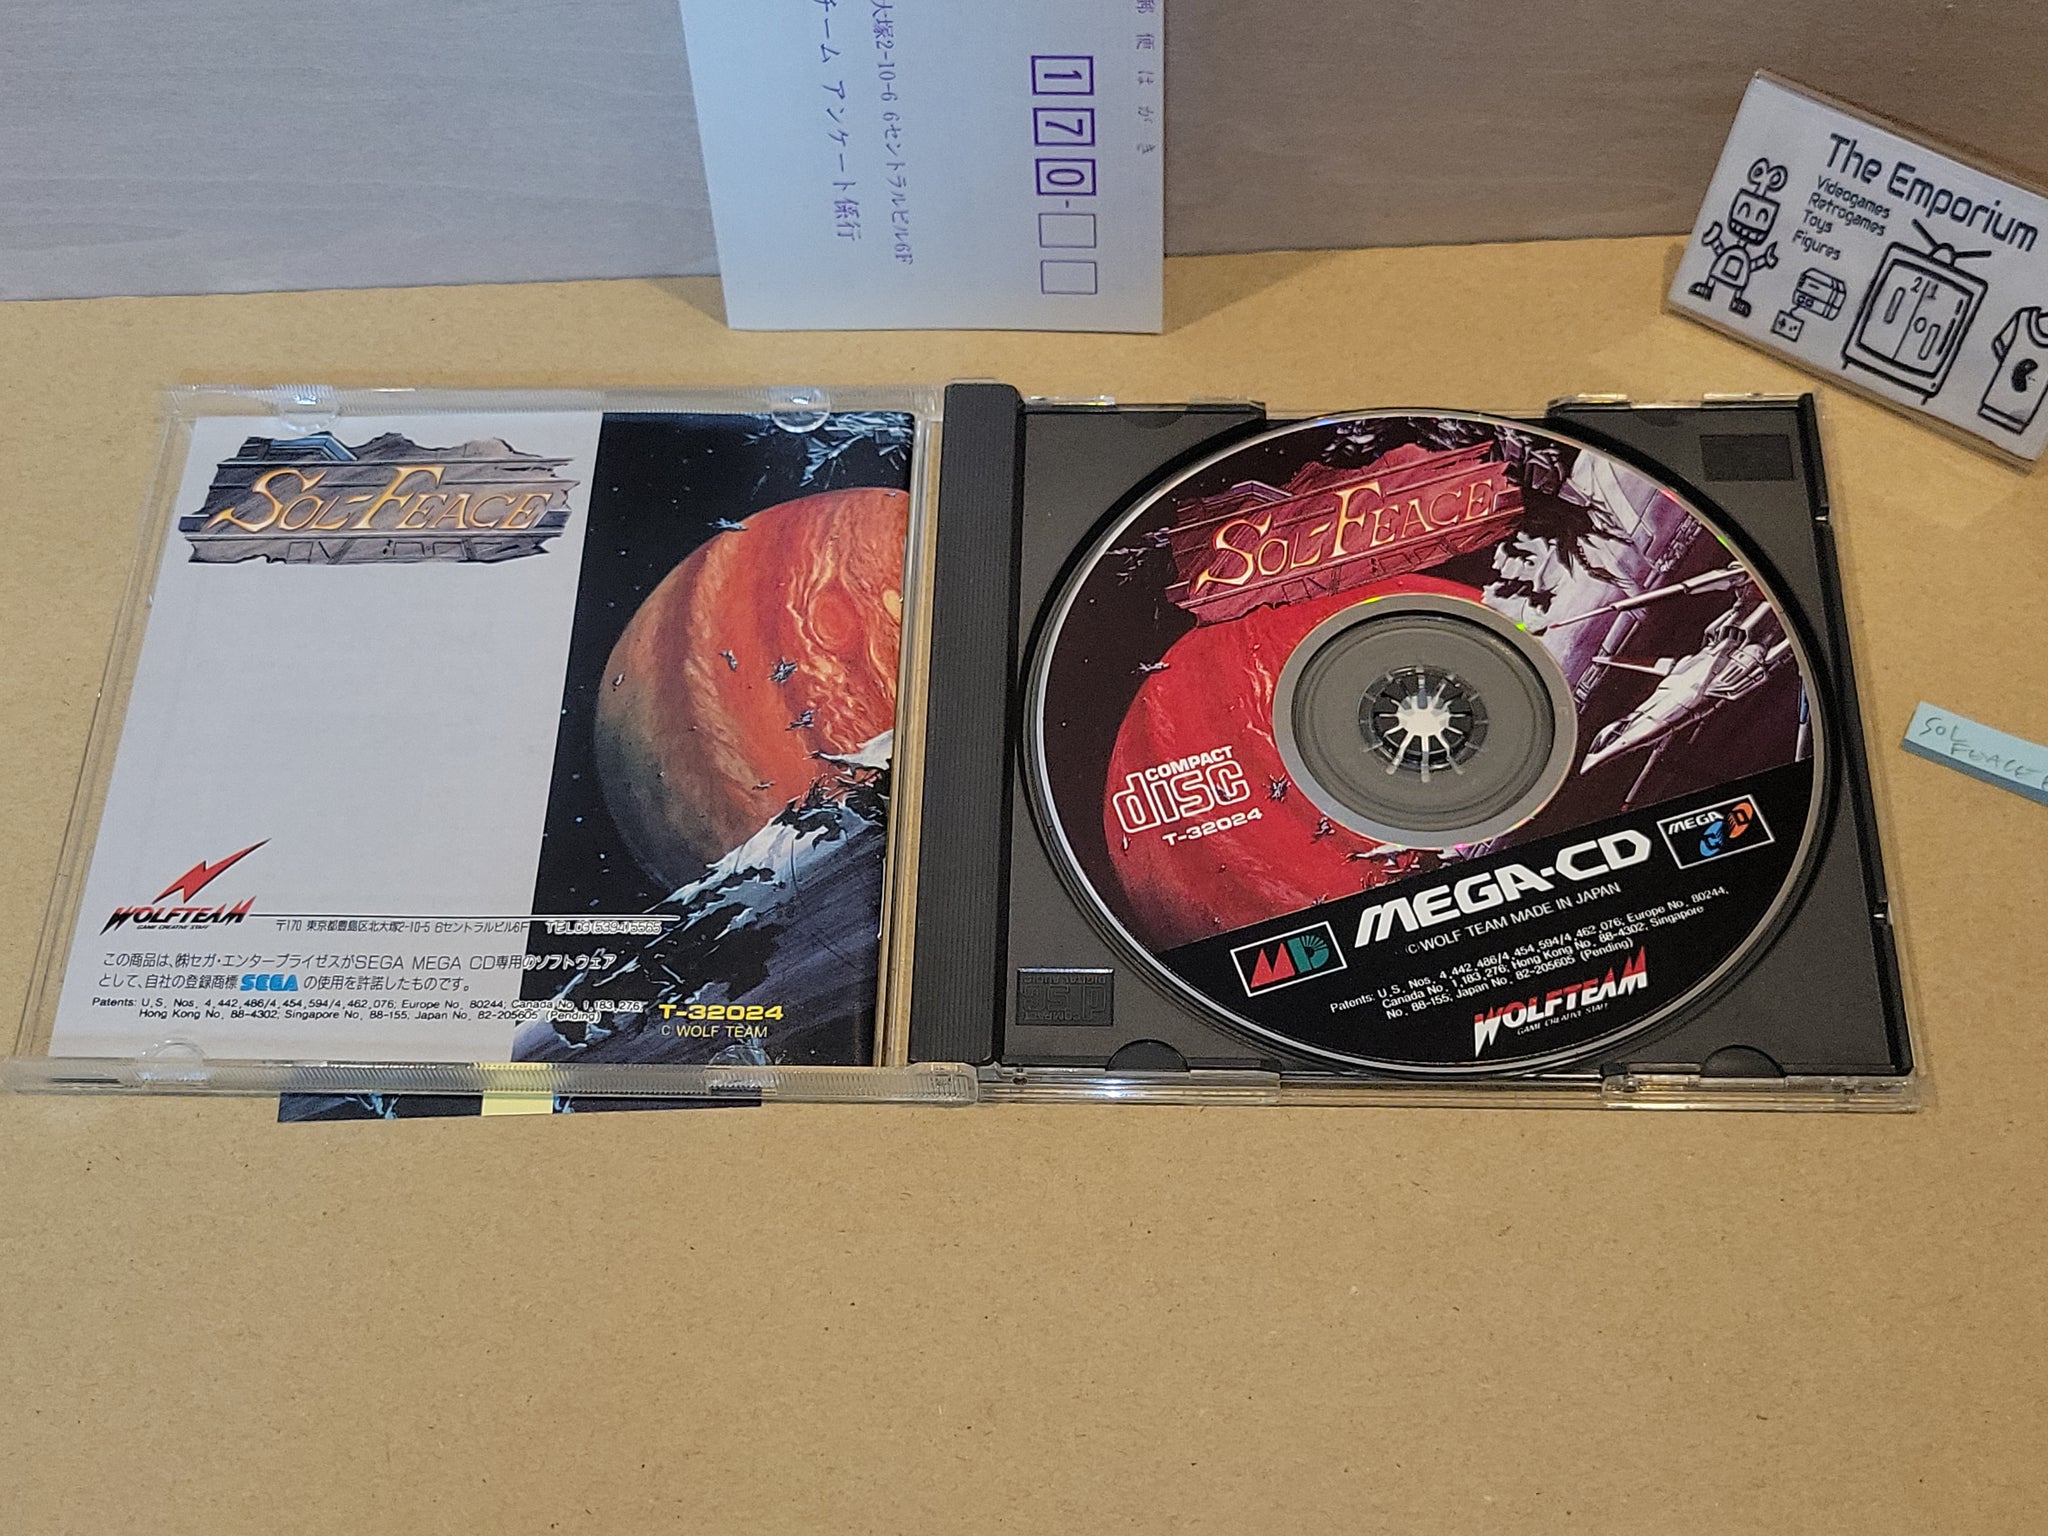 郵便はがき
170-
大塚2-10-6 6セントラルビル6F
チーム アンケート係行
The Emporium
Videogames
Retrogames
Toys
Figures
21
SOL-FEACE
WOLFTEAM
GAME CREATIVE STAFF
〒170 東京都豊島区北大塚2-10-5 6セントラルビル6F
この商品は、㈱セガ・エンタープライゼスがSEGA MEGA CD専用のソフトウェア
として、自社の登録商標 SEGA の使用を許諾したものです。
Patents: U.S. Nos. 4,442,486/4,454,594/4,462,076; Europe No. 80244; Canada No. 1,183,276;
Hong Kong No. 88-4302, Singapore No. 88-155, Japan No. 82-205605 (Pending)
T-32024
© WOLF TEAM
SOL-FEACE
COMPACT
disc
T-32024
MEGA-CD
MEGA CD
MD
© WOLF TEAM MADE IN JAPAN
Patents: U.S. Nos. 4,442,486/4,454,594/4,462,076; Europe No. 80244,
Canada No. 1,183,276; Hong Kong No. 88-4302, Singapore
No. 88-155, Japan No. 82-205605 (Pending)
WOLFTEAM
GAME CREATIVE STAFF
COMPACT
disc
DIGITAL AUDIO
SOL
FEACE